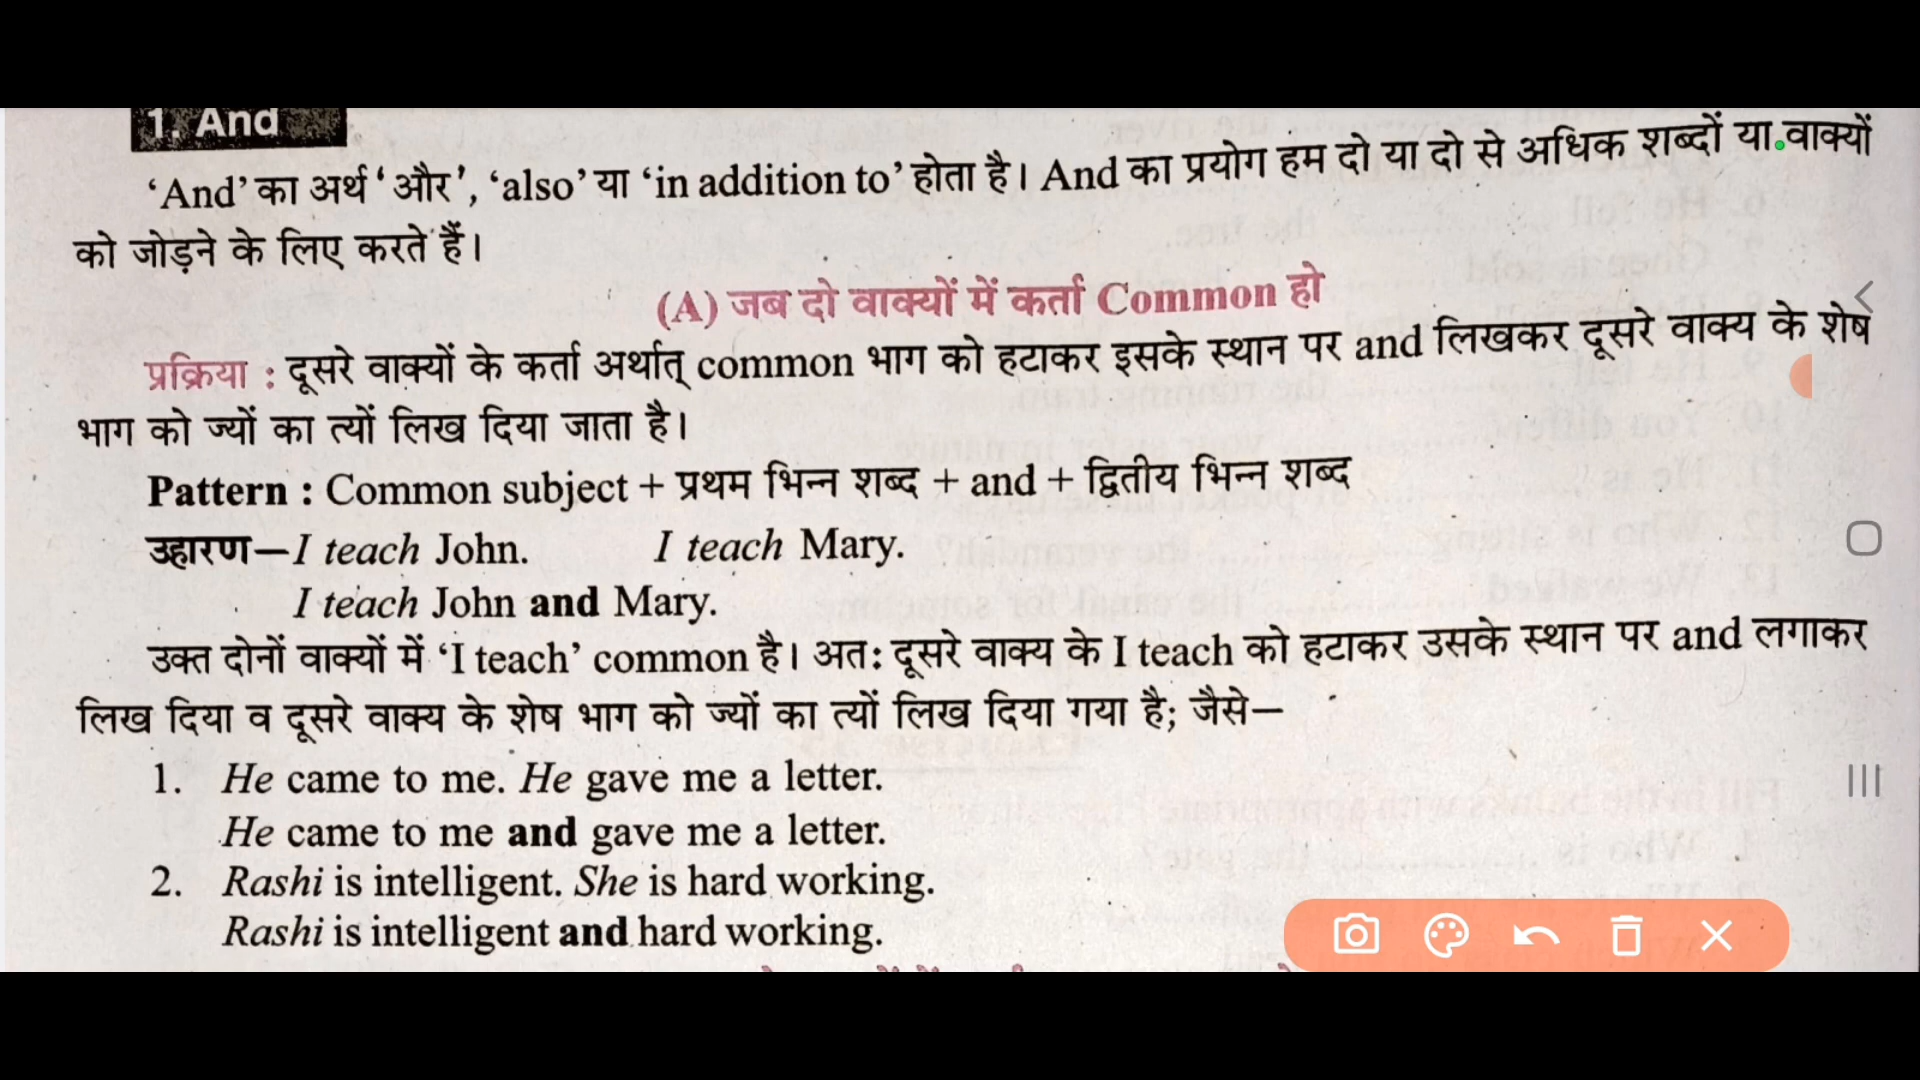 1. And
‘And’ का अर्थ ‘और’, ‘also’ या ‘in addition to’ होता है। And का प्रयोग हम दो या दो से अधिक शब्दों या वाक्यों
को जोड़ने के लिए करते हैं।
(A) जब दो वाक्यों में कर्ता Common हो
प्रक्रिया : दूसरे वाक्यों के कर्ता अर्थात् common भाग को हटाकर इसके स्थान पर and लिखकर दूसरे वाक्य के शेष
भाग को ज्यों का त्यों लिख दिया जाता है।
Pattern : Common subject + प्रथम भिन्न शब्द + and + द्वितीय भिन्न शब्द
उहारण—I teach John. I teach Mary.
I teach John and Mary.
उक्त दोनों वाक्यों में ‘I teach’ common है। अतः दूसरे वाक्य के I teach को हटाकर उसके स्थान पर and लगाकर
लिख दिया व दूसरे वाक्य के शेष भाग को ज्यों का त्यों लिख दिया गया है; जैसे—
1. He came to me. He gave me a letter.
He came to me and gave me a letter.
2. Rashi is intelligent. She is hard working.
Rashi is intelligent and hard working.